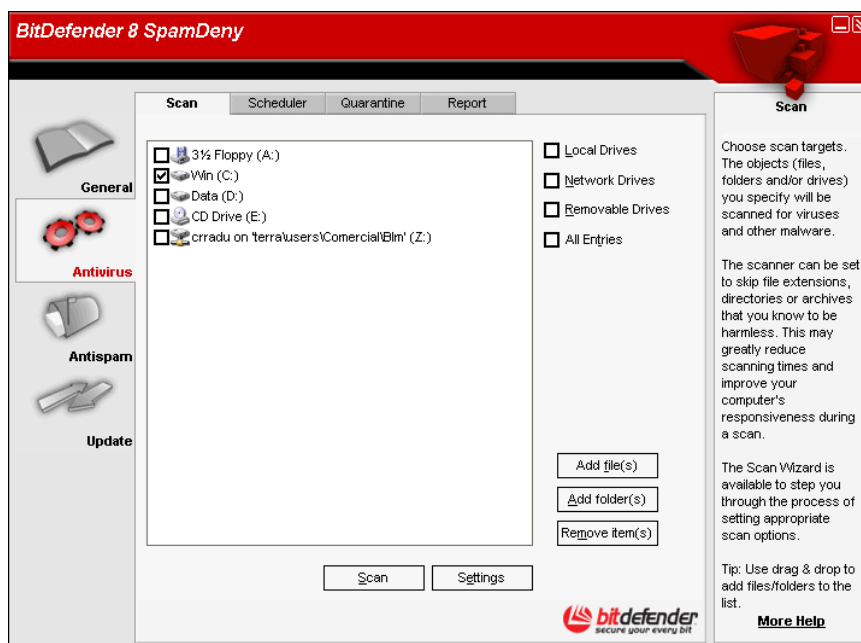 BitDefender 8 SpamDeny
General
Antivirus
Antispam
Update
Scan
Scheduler
Quarantine
Report
3½ Floppy (A:)
Win (C:)
Data (D:)
CD Drive (E:)
crradu on 'terra\users\Comercial\Blm' (Z:)
Local Drives
Network Drives
Removable Drives
All Entries
Add file(s)
Add folder(s)
Remove item(s)
Scan
Settings
bitdefender
secure your every bit
Scan
Choose scan targets.
The objects (files,
folders and/or drives)
you specify will be
scanned for viruses
and other malware.
The scanner can be set
to skip file extensions,
directories or archives
that you know to be
harmless. This may
greatly reduce
scanning times and
improve your
computer's
responsiveness during
a scan.
The Scan Wizard is
available to step you
through the process of
setting appropriate
scan options.
Tip: Use drag & drop to
add files/folders to the
list.
More Help